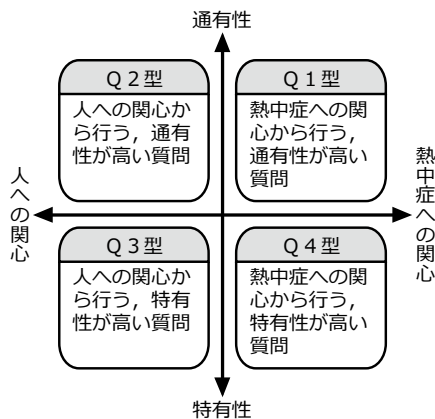 通有性
Q２型
人への関心か
ら行う，通有
性が高い質問
Q１型
熱中症への関
心から行う，
通有性が高い
質問
人への関心
熱中症への関心
Q３型
人への関心か
ら行う，特有
性が高い質問
Q４型
熱中症への関
心から行う，
特有性が高い
質問
特有性